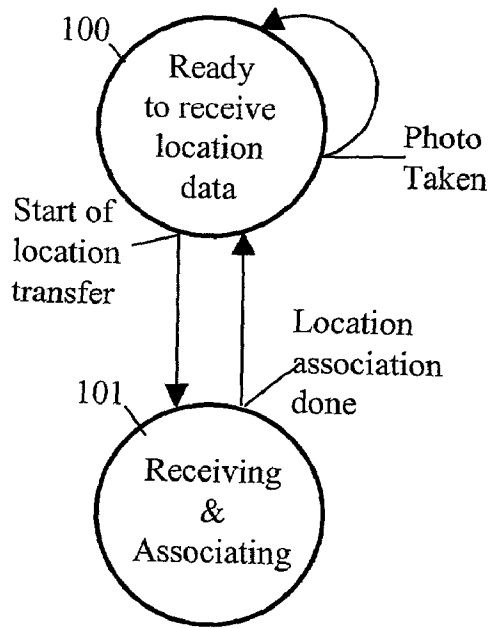 100
Ready
to receive
location
data
Photo
Taken
Start of
location
transfer
Location
association
done
101
Receiving
&
Associating